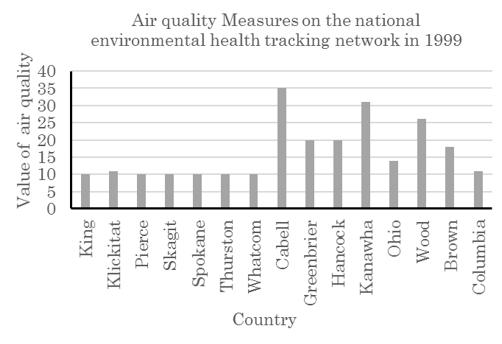 Air quality Measures on the national
environmental health tracking network in 1999
Value of air quality
40
35
30
25
20
15
10
5
0
King
Klickitat
Pierce
Skagit
Spokane
Thurston
Whatcom
Cabell
Greenbrier
Hancock
Kanawha
Ohio
Wood
Brown
Columbia
Country